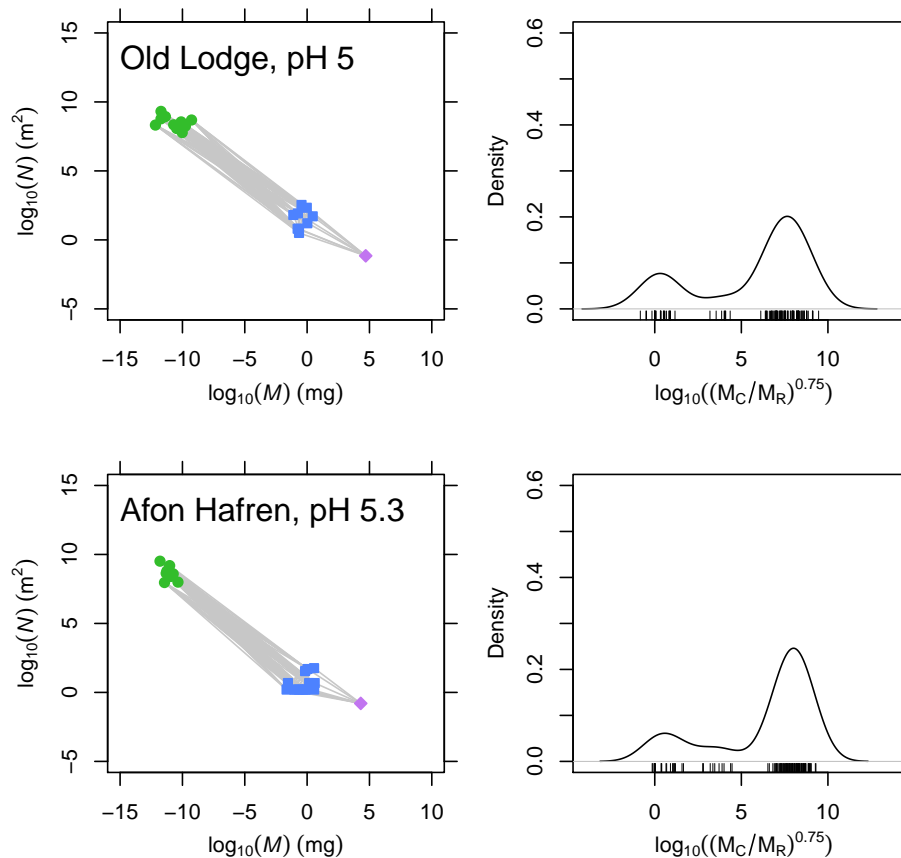 Old Lodge, pH 5
log10(N) (m²)
15
10
5
0
−5
−15 −10 −5 0 5 10
log10(M) (mg)
Density
0.6
0.4
0.2
0.0
0 5 10
log10((MC/MR)^0.75)
Afon Hafren, pH 5.3
log10(N) (m²)
15
10
5
0
−5
−15 −10 −5 0 5 10
log10(M) (mg)
Density
0.6
0.4
0.2
0.0
0 5 10
log10((MC/MR)^0.75)